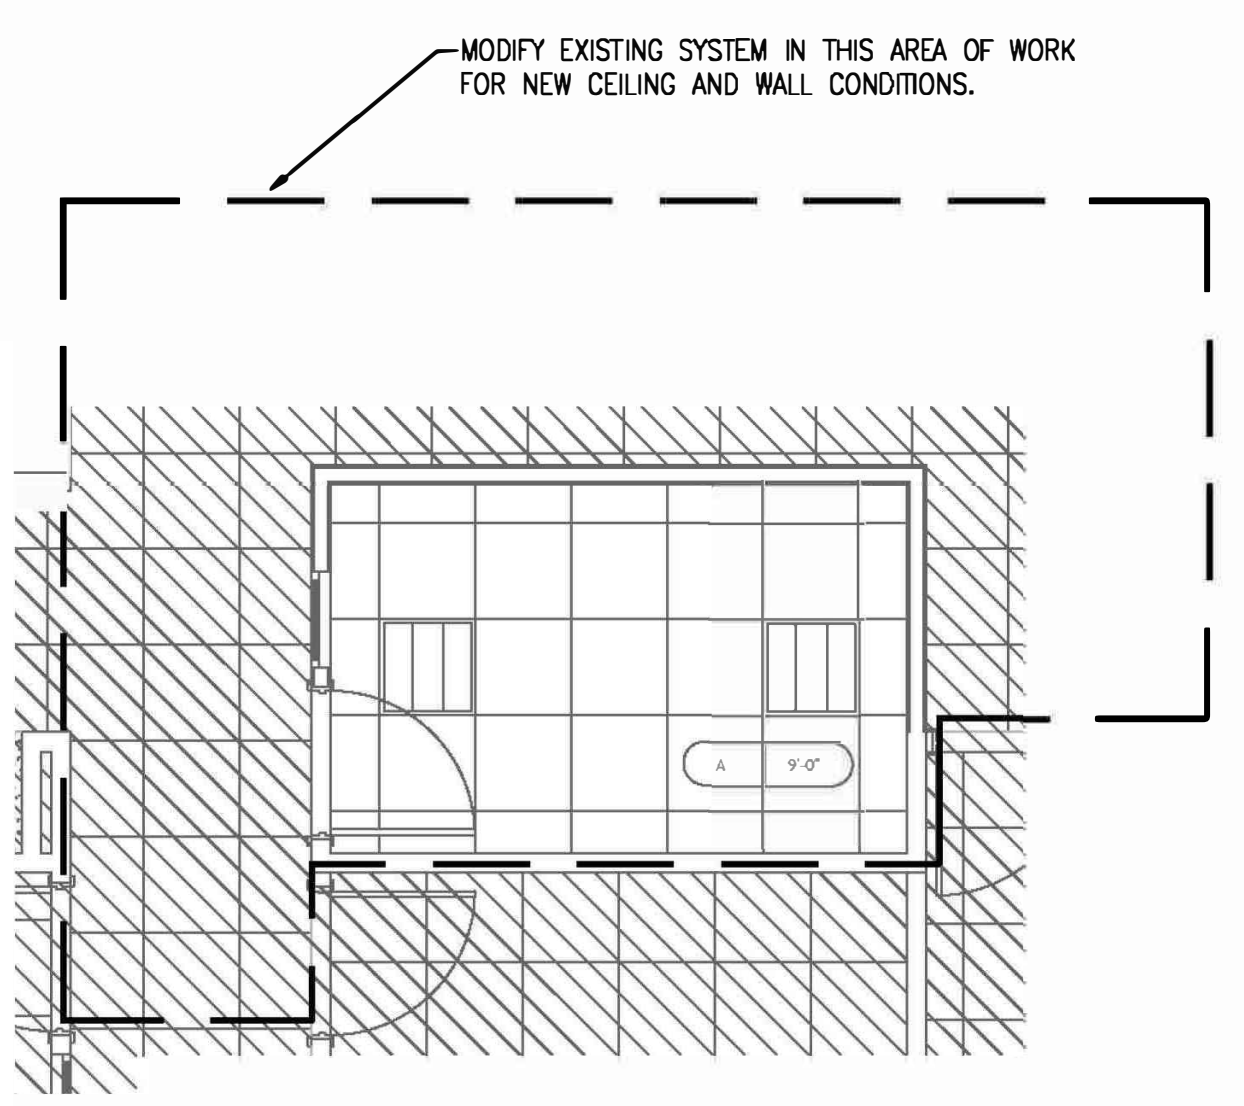 MODIFY EXISTING SYSTEM IN THIS AREA OF WORK
FOR NEW CEILING AND WALL CONDITIONS.
A 9'-0"